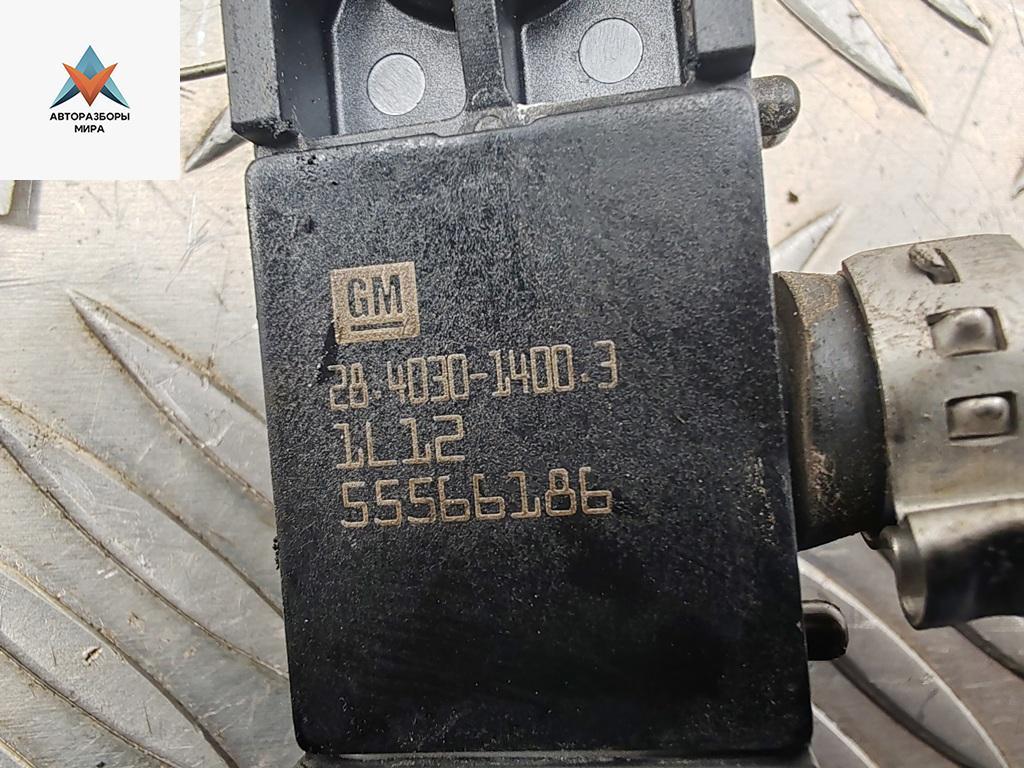 АВТОРАЗБОРЫ
МИРА
GM
28.4030-1400.3
1L12
55566186